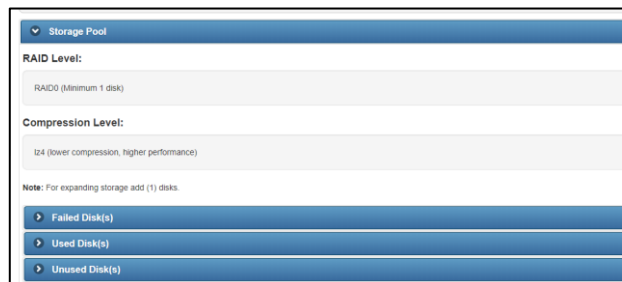 Storage Pool
RAID Level:
RAID0 (Minimum 1 disk)
Compression Level:
lz4 (lower compression, higher performance)
Note: For expanding storage add (1) disks.
Failed Disk(s)
Used Disk(s)
Unused Disk(s)